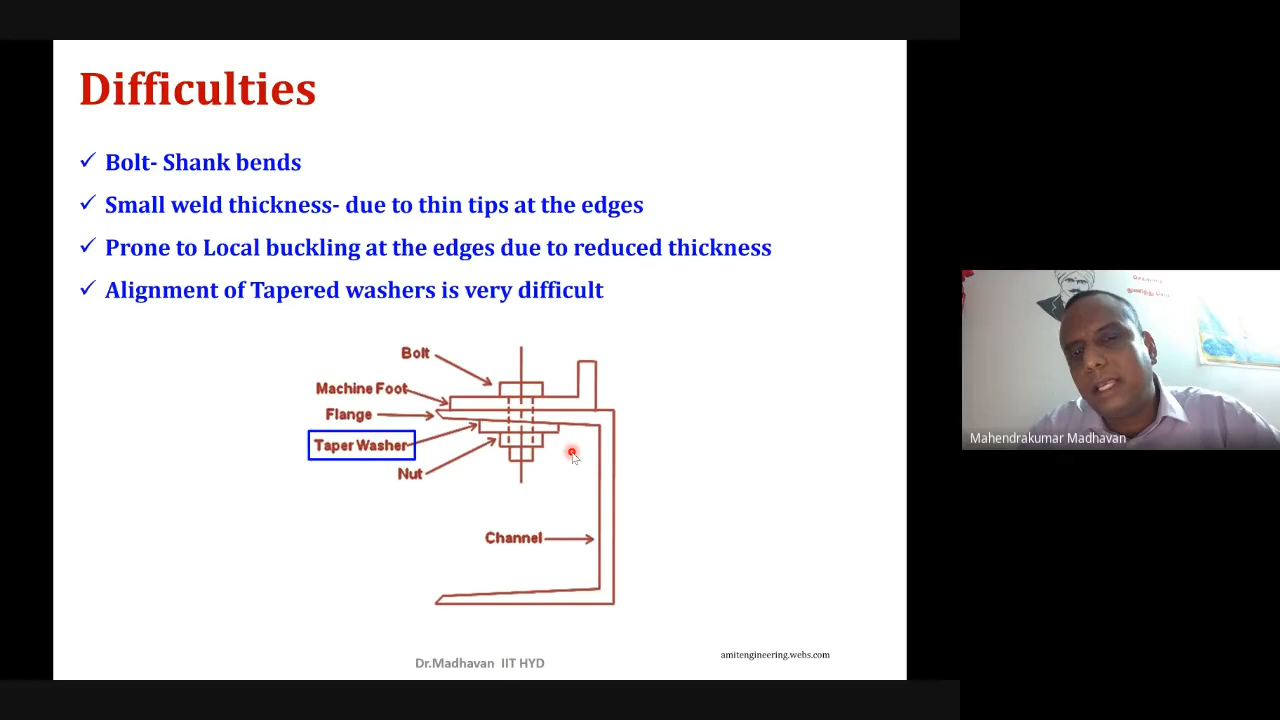 Difficulties
✓ Bolt- Shank bends
✓ Small weld thickness- due to thin tips at the edges
✓ Prone to Local buckling at the edges due to reduced thickness
✓ Alignment of Tapered washers is very difficult
Bolt
Machine Foot
Flange
Taper Washer
Nut
Channel
Dr.Madhavan IIT HYD
amitengineering.webs.com
Mahendrakumar Madhavan